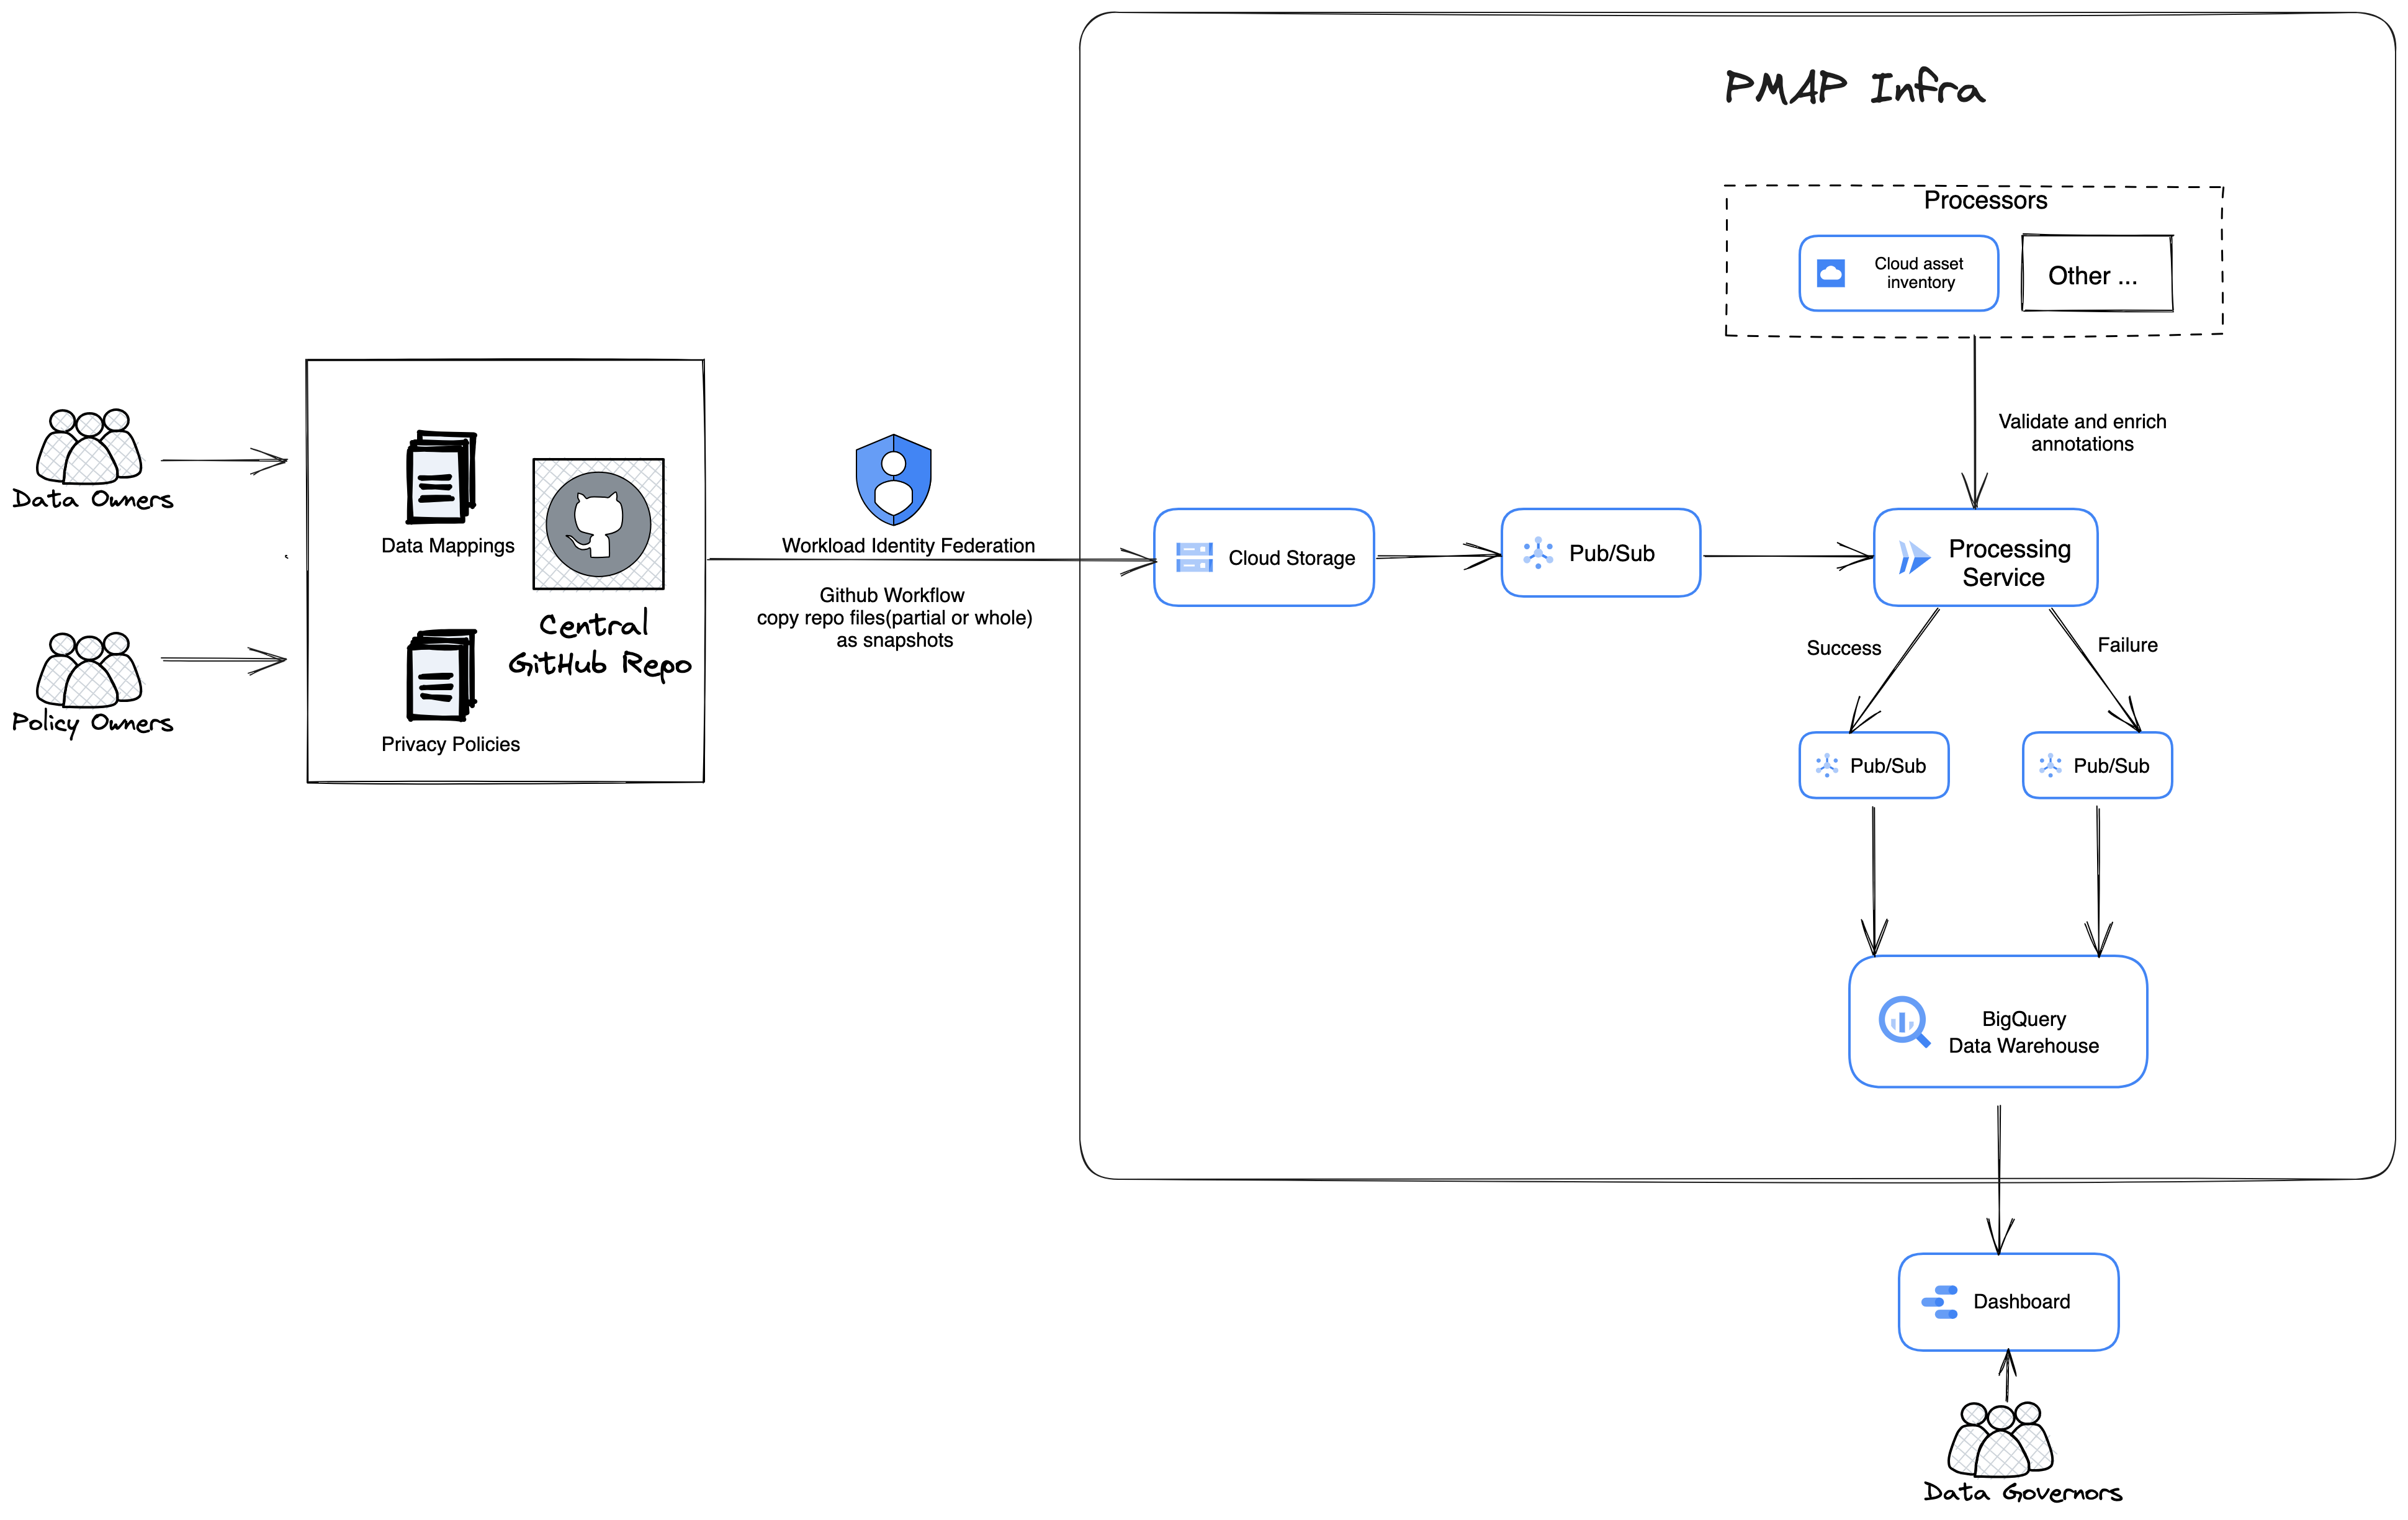 PMAP Infra
Processors
Cloud asset
inventory
Other ...
Validate and enrich
annotations
Data Owners
Data Mappings
Central
GitHub Repo
Policy Owners
Privacy Policies
Workload Identity Federation
Github Workflow
copy repo files(partial or whole)
as snapshots
Cloud Storage
Pub/Sub
Processing
Service
Success
Failure
Pub/Sub
Pub/Sub
BigQuery
Data Warehouse
Dashboard
Data Governors